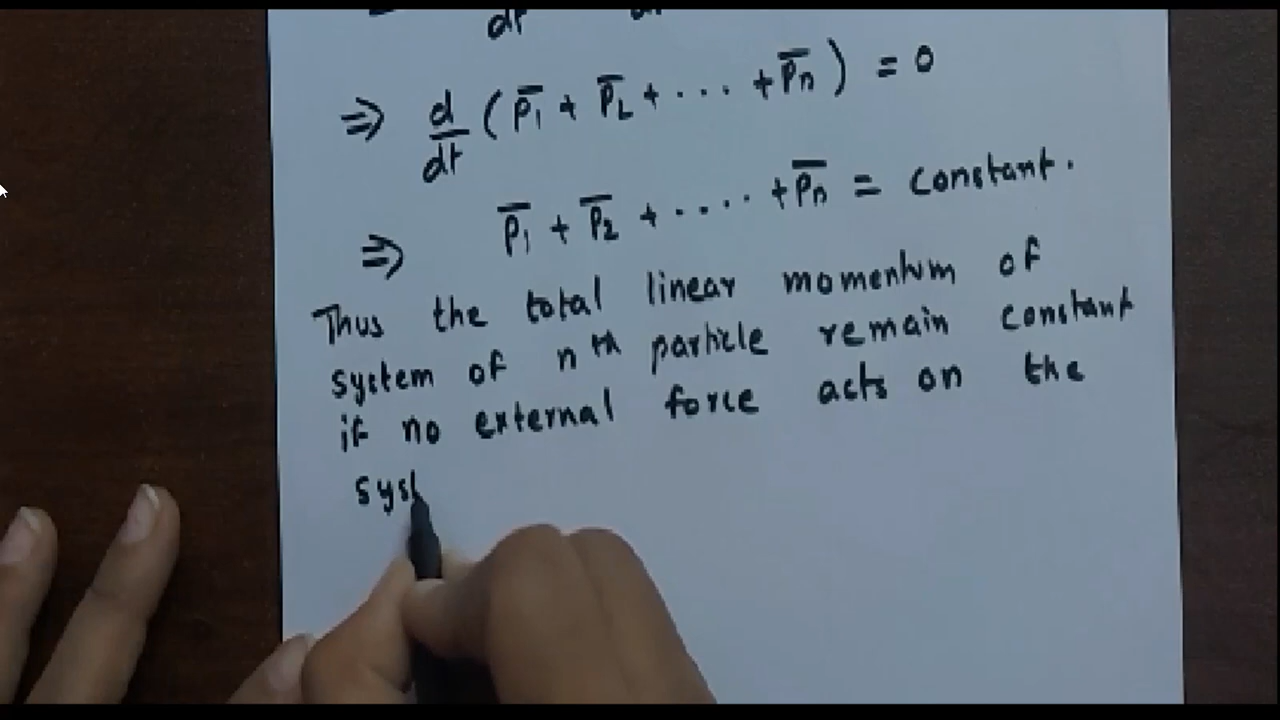 dt
⇒ d/dt (p̅₁ + p̅₂ + .... + p̅n) = 0
⇒ p̅₁ + p̅₂ + ..... + p̅n = constant.
Thus the total linear momentum of
system of nth particle remain constant
if no external force acts on the
syst